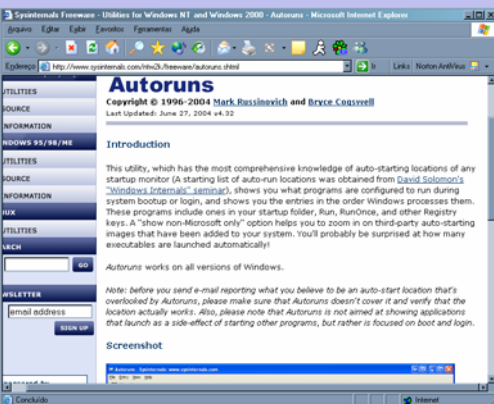 Sysinternals Freeware - Utilities for Windows NT and Windows 2000 - Autoruns - Microsoft Internet Explorer
Arquivo Editar Exibir Favoritos Ferramentas Ajuda
Endereço http://www.sysinternals.com/ntw2k/freeware/autoruns.shtml Ir Links Norton AntiVirus
UTILITIES
SOURCE
INFORMATION
NDOWS 95/98/ME
UTILITIES
SOURCE
INFORMATION
UTILITIES
ARCH
GO
WSLETTER
email address
SIGN UP
Autoruns
Copyright © 1996-2004 Mark Russinovich and Bryce Cogswell
Last Updated: June 27, 2004 v4.32
Introduction
This utility, which has the most comprehensive knowledge of auto-starting locations of any
startup monitor (A starting list of auto-run locations was obtained from David Solomon's
"Windows Internals" seminar), shows you what programs are configured to run during
system bootup or login, and shows you the entries in the order Windows processes them.
These programs include ones in your startup folder, Run, RunOnce, and other Registry
keys. A "show non-Microsoft only" option helps you to zoom in on third-party auto-starting
images that have been added to your system. You'll probably be surprised at how many
executables are launched automatically!
Autoruns works on all versions of Windows.
Note: before you send e-mail reporting what you believe to be an auto-start location that's
overlooked by Autoruns, please make sure that Autoruns doesn't cover it and verify that the
location actually works. Also, please note that Autoruns is not aimed at showing applications
that launch as a side-effect of starting other programs, but rather is focused on boot and login.
Screenshot
Autoruns - Sysinternals: www.sysinternals.com
Concluído
Internet